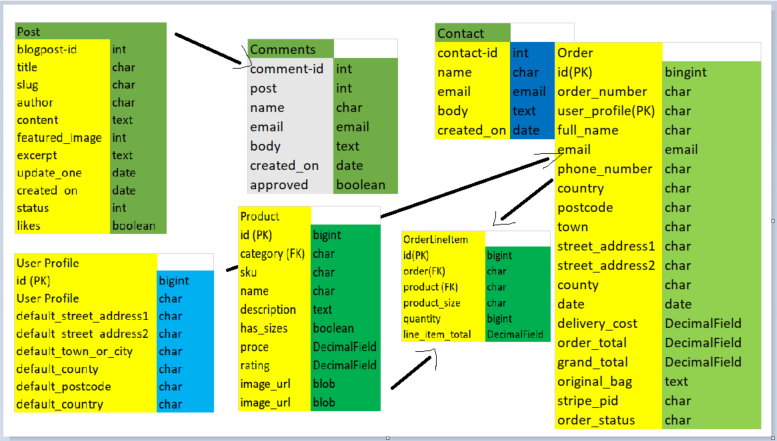 Post
blogpost-id int
title char
slug char
author char
content text
featured_image int
excerpt text
update_one date
created_on date
status int
likes boolean
Comments
comment-id int
post int
name char
email email
body text
created_on date
approved boolean
Contact
contact-id int
name char
email email
body text
created_on date
Order
id(PK) bingint
order_number char
user_profile(PK) char
full_name char
email email
phone_number char
country char
postcode char
town char
street_address1 char
street_address2 char
county char
date date
delivery_cost DecimalField
order_total DecimalField
grand_total DecimalField
original_bag text
stripe_pid char
order_status char
User Profile
id (PK) bigint
User Profile char
default_street_address1 char
default_street_address2 char
default_town_or_city char
default_county char
default_postcode char
default_country char
Product
id (PK) bigint
category (FK) char
sku char
name char
description text
has_sizes boolean
proce DecimalField
rating DecimalField
image_url blob
image_url blob
OrderLineItem
id(PK) bigint
order(FK) char
product (FK) char
product_size char
quantity bigint
line_item_total DecimalField